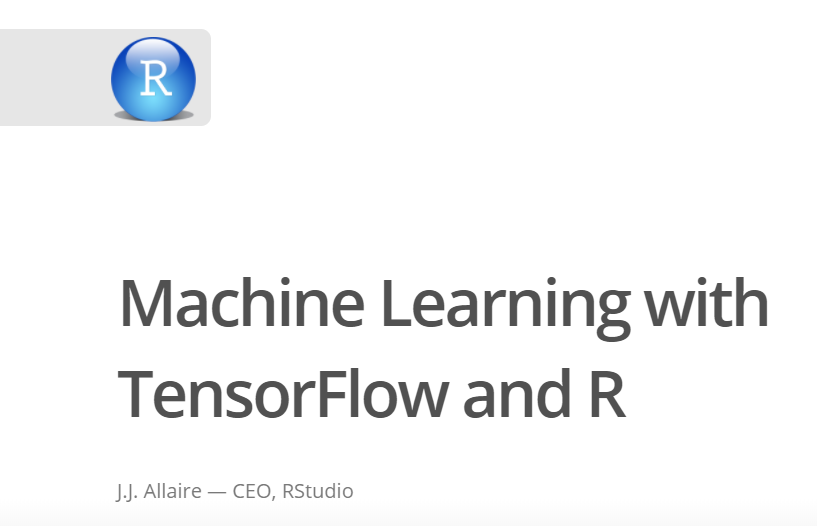 R
Machine Learning with
TensorFlow and R
J.J. Allaire — CEO, RStudio